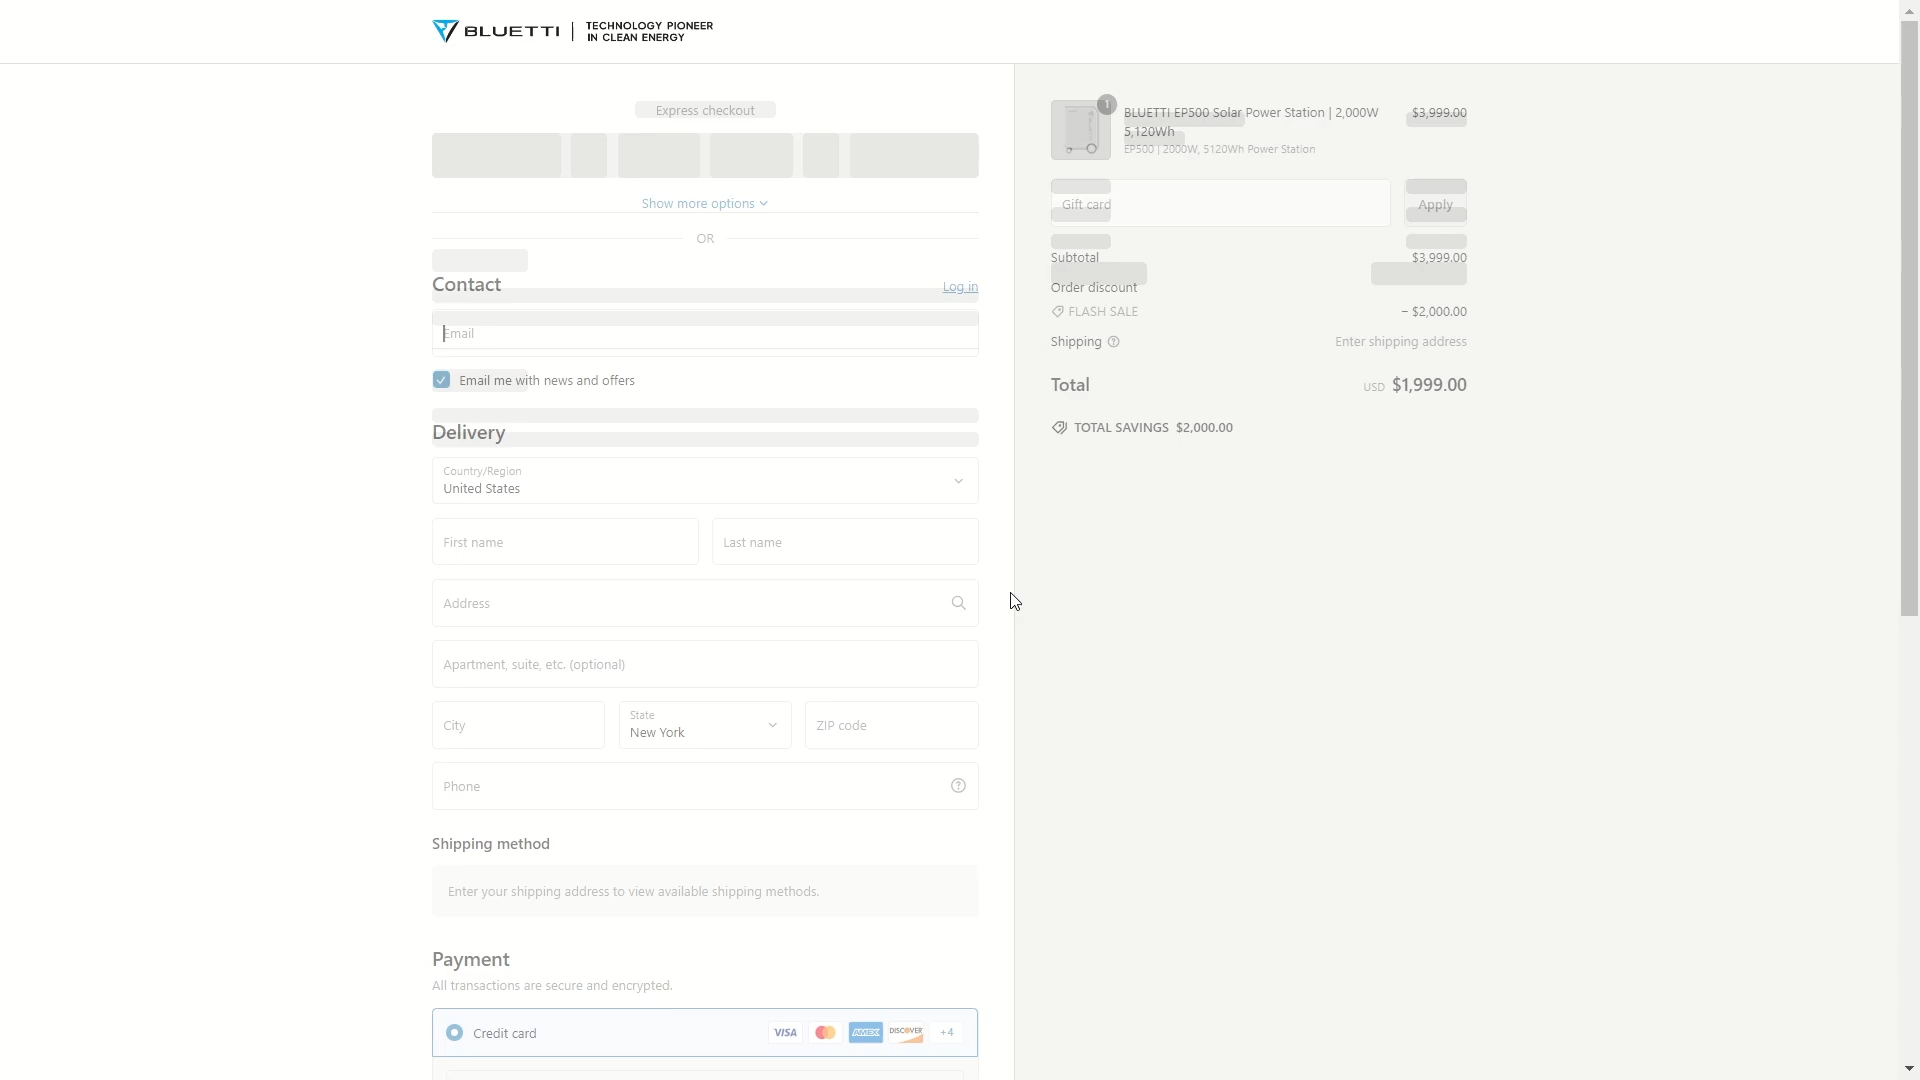 BLUETTI | TECHNOLOGY PIONEER
IN CLEAN ENERGY
Express checkout
Show more options
OR
Contact
Log in
Email
Email me with news and offers
Delivery
Country/Region
United States
First name
Last name
Address
Apartment, suite, etc. (optional)
City
State
New York
ZIP code
Phone
Shipping method
Enter your shipping address to view available shipping methods.
Payment
All transactions are secure and encrypted.
Credit card
VISA
AMEX
DISCOVER
+4
1
BLUETTI EP500 Solar Power Station | 2,000W
5,120Wh
EP500 | 2000W, 5120Wh Power Station
$3,999.00
Gift card
Apply
Subtotal
$3,999.00
Order discount
FLASH SALE
− $2,000.00
Shipping
Enter shipping address
Total
USD $1,999.00
TOTAL SAVINGS $2,000.00